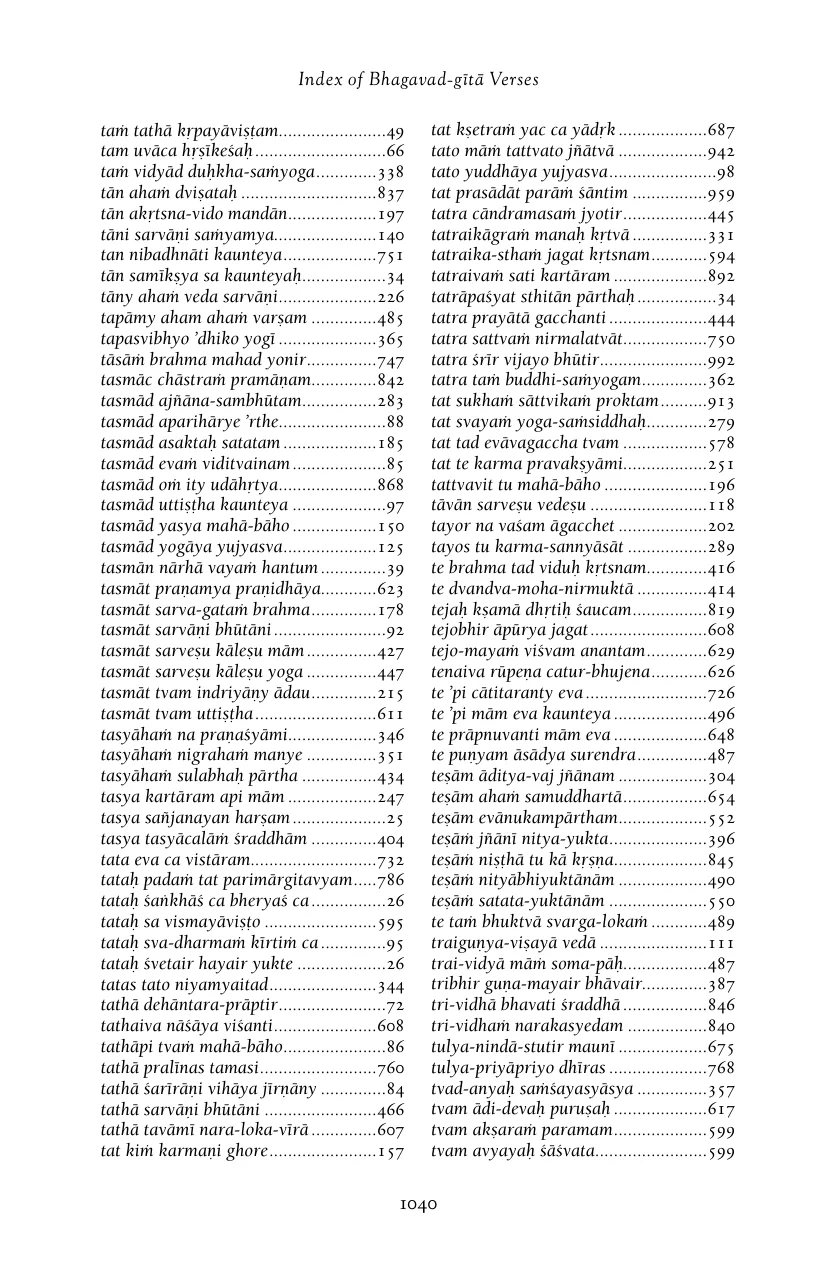 Index of Bhagavad-gītā Verses
taṁ tathā kṛpayāviṣṭam.......................49
tam uvāca hṛṣīkeśaḥ............................66
taṁ vidyād duḥkha-saṁyoga.............338
tān ahaṁ dviṣataḥ .............................837
tān akṛtsna-vido mandān...................197
tāni sarvāṇi saṁyamya......................140
tan nibadhnāti kaunteya....................751
tān samīkṣya sa kaunteyaḥ..................34
tāny ahaṁ veda sarvāṇi.....................226
tapāmy aham ahaṁ varṣam ..............485
tapasvibhyo ’dhiko yogī .....................365
tāsāṁ brahma mahad yonir...............747
tasmāc chāstraṁ pramāṇam..............842
tasmād ajñāna-sambhūtam................283
tasmād aparihārye ’rthe.......................88
tasmād asaktaḥ satatam ....................185
tasmād evaṁ viditvainam ....................85
tasmād oṁ ity udāhṛtya.....................868
tasmād uttiṣṭha kaunteya ....................97
tasmād yasya mahā-bāho ..................150
tasmād yogāya yujyasva....................125
tasmān nārhā vayaṁ hantum ...............39
tasmāt praṇamya praṇidhāya............623
tasmāt sarva-gataṁ brahma..............178
tasmāt sarvāṇi bhūtāni ........................92
tasmāt sarveṣu kāleṣu mām ...............427
tasmāt sarveṣu kāleṣu yoga ...............447
tasmāt tvam indriyāṇy ādau..............215
tasmāt tvam uttiṣṭha..........................611
tasyāhaṁ na praṇaśyāmi...................346
tasyāhaṁ nigrahaṁ manye ...............351
tasyāhaṁ sulabhaḥ pārtha ................434
tasya kartāram api mām ...................247
tasya sañjanayan harṣam ....................25
tasya tasyācalāṁ śraddhām ..............404
tata eva ca vistāram...........................732
tataḥ padaṁ tat parimārgitavyam.....786
tataḥ śaṅkhāś ca bheryaś ca ................26
tataḥ sa vismayāviṣṭo ........................595
tataḥ sva-dharmaṁ kīrtiṁ ca..............95
tataḥ śvetair hayair yukte ...................26
tatas tato niyamyaitad.......................344
tathā dehāntara-prāptir.......................72
tathaiva nāśāya viśanti......................608
tathāpi tvaṁ mahā-bāho......................86
tathā pralīnas tamasi.........................760
tathā śarīrāṇi vihāya jīrṇāny ..............84
tathā sarvāṇi bhūtāni ........................466
tathā tavāmī nara-loka-vīrā ..............607
tat kiṁ karmaṇi ghore.......................157
tat kṣetraṁ yac ca yādṛk ...................687
tato māṁ tattvato jñātvā ...................942
tato yuddhāya yujyasva.......................98
tat prasādāt parāṁ śāntim ................959
tatra cāndramasaṁ jyotir..................445
tatraikāgraṁ manaḥ kṛtvā ................331
tatraika-sthaṁ jagat kṛtsnam............594
tatraivaṁ sati kartāram ....................892
tatrāpaśyat sthitān pārthaḥ .................34
tatra prayātā gacchanti .....................444
tatra sattvaṁ nirmalatvāt..................750
tatra śrīr vijayo bhūtir.......................992
tatra taṁ buddhi-saṁyogam..............362
tat sukhaṁ sāttvikaṁ proktam..........913
tat svayaṁ yoga-saṁsiddhaḥ.............279
tat tad evāvagaccha tvam ..................578
tat te karma pravakṣyāmi..................251
tattvavit tu mahā-bāho ......................196
tāvān sarveṣu vedeṣu .........................118
tayor na vaśam āgacchet ...................202
tayos tu karma-sannyāsāt .................289
te brahma tad viduḥ kṛtsnam.............416
te dvandva-moha-nirmuktā ...............414
tejaḥ kṣamā dhṛtiḥ śaucam................819
tejobhir āpūrya jagat.........................608
tejo-mayaṁ viśvam anantam.............629
tenaiva rūpeṇa catur-bhujena............626
te ’pi cātitaranty eva..........................726
te ’pi mām eva kaunteya ....................496
te prāpnuvanti mām eva ....................648
te puṇyam āsādya surendra...............487
teṣām āditya-vaj jñānam ...................304
teṣām ahaṁ samuddhartā..................654
teṣām evānukampārtham...................552
teṣāṁ jñānī nitya-yukta.....................396
teṣāṁ niṣṭhā tu kā kṛṣṇa....................845
teṣāṁ nityābhiyuktānām ...................490
teṣāṁ satata-yuktānām .....................550
te taṁ bhuktvā svarga-lokaṁ ............489
traiguṇya-viṣayā vedā .......................111
trai-vidyā māṁ soma-pāḥ..................487
tribhir guṇa-mayair bhāvair..............387
tri-vidhā bhavati śraddhā ..................846
tri-vidhaṁ narakasyedam .................840
tulya-nindā-stutir maunī ...................675
tulya-priyāpriyo dhīras .....................768
tvad-anyaḥ saṁśayasyāsya ...............357
tvam ādi-devaḥ puruṣaḥ ....................617
tvam akṣaraṁ paramam....................599
tvam avyayaḥ śāśvata........................599
1040